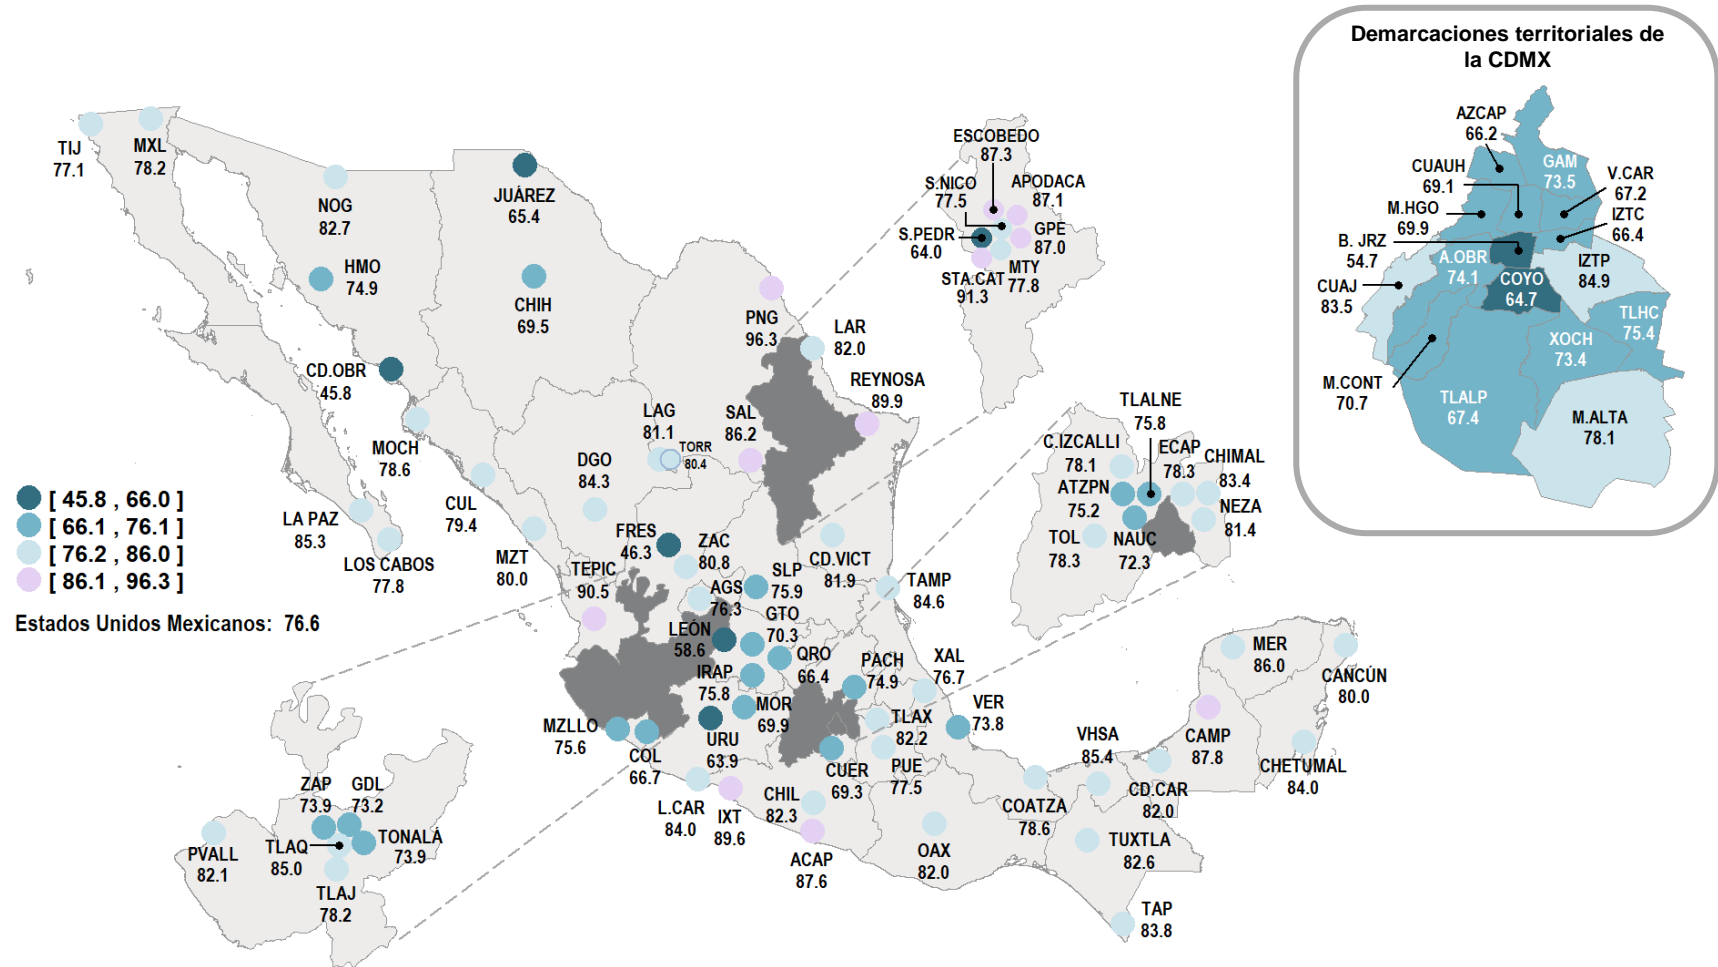 Demarcaciones territoriales de
la CDMX
AZCAP
66.2
CUAUH
69.1
GAM
73.5
V.CAR
67.2
M.HGO
69.9
IZTC
66.4
B. JRZ
54.7
A.OBR
74.1
IZTP
84.9
CUAJ
83.5
COYO
64.7
TLHC
75.4
XOCH
73.4
M.CONT
70.7
TLALP
67.4
M.ALTA
78.1
TIJ
77.1
MXL
78.2
NOG
82.7
JUÁREZ
65.4
HMO
74.9
CHIH
69.5
CD.OBR
45.8
MOCH
78.6
ESCOBEDO
87.3
S.NICO
77.5
APODACA
87.1
S.PEDR
64.0
GPE
87.0
STA.CAT
91.3
MTY
77.8
PNG
96.3
LAR
82.0
REYNOSA
89.9
LAG
81.1
TORR
80.4
SAL
86.2
DGO
84.3
CUL
79.4
LA PAZ
85.3
LOS CABOS
77.8
MZT
80.0
FRES
46.3
ZAC
80.8
TEPIC
90.5
AGS
76.3
SLP
75.9
CD.VICT
81.9
TAMP
84.6
LEÓN
58.6
GTO
70.3
QRO
66.4
IRAP
75.8
PACH
74.9
XAL
76.7
MOR
69.9
URU
63.9
MZLLO
75.6
COL
66.7
TLAX
82.2
VER
73.8
CUER
69.3
PUE
77.5
L.CAR
84.0
IXT
89.6
CHIL
82.3
ACAP
87.6
OAX
82.0
COATZA
78.6
VHSA
85.4
CD.CAR
82.0
TUXTLA
82.6
TAP
83.8
MER
86.0
CANCÚN
80.0
CAMP
87.8
CHETUMAL
84.0
TLALNE
75.8
C.IZCALLI
78.1
ECAP
78.3
CHIMAL
83.4
ATZPN
75.2
NEZA
81.4
TOL
78.3
NAUC
72.3
ZAP
73.9
GDL
73.2
TONALÁ
73.9
PVALL
82.1
TLAQ
85.0
TLAJ
78.2
[ 45.8 , 66.0 ]
[ 66.1 , 76.1 ]
[ 76.2 , 86.0 ]
[ 86.1 , 96.3 ]
Estados Unidos Mexicanos: 76.6